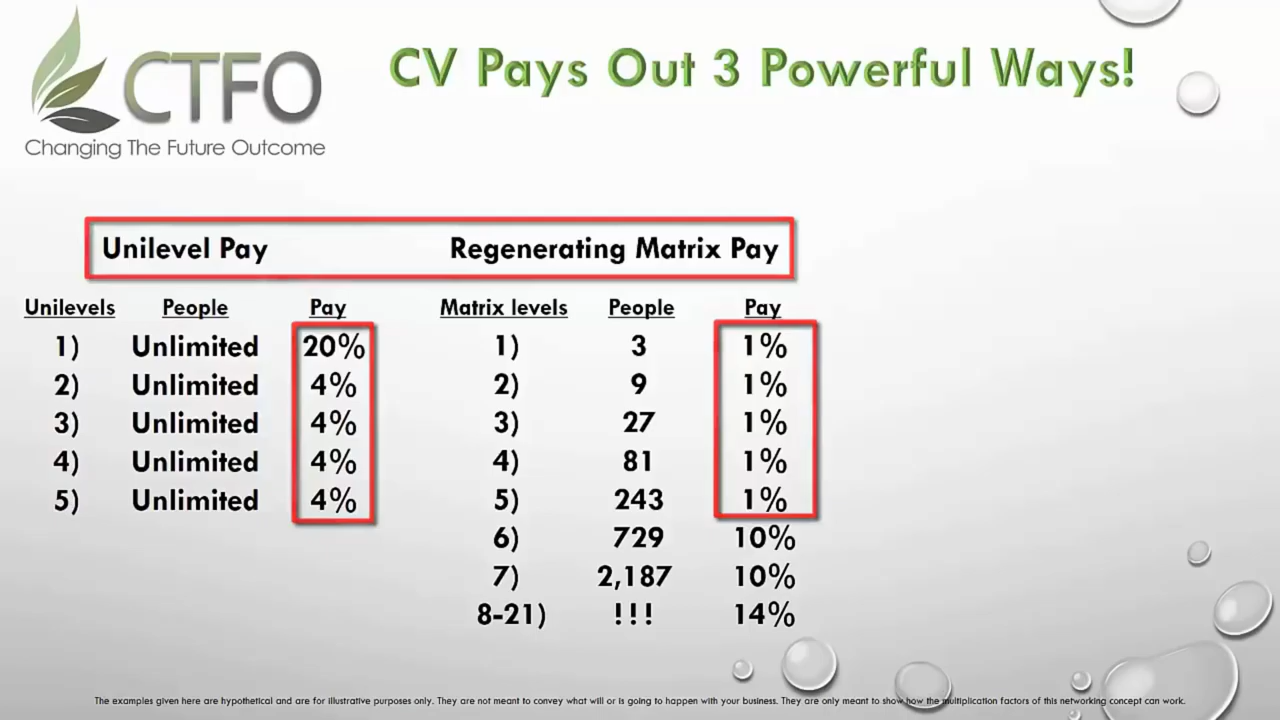 CTFO
Changing The Future Outcome
CV Pays Out 3 Powerful Ways!
Unilevel Pay Regenerating Matrix Pay
Unilevels People Pay Matrix levels People Pay
1) Unlimited 20% 1) 3 1%
2) Unlimited 4% 2) 9 1%
3) Unlimited 4% 3) 27 1%
4) Unlimited 4% 4) 81 1%
5) Unlimited 4% 5) 243 1%
6) 729 10%
7) 2,187 10%
8-21) !!! 14%
The examples given here are hypothetical and are for illustrative purposes only. They are not meant to convey what will or is going to happen with your business. They are only meant to show how the multiplication factors of this networking concept can work.